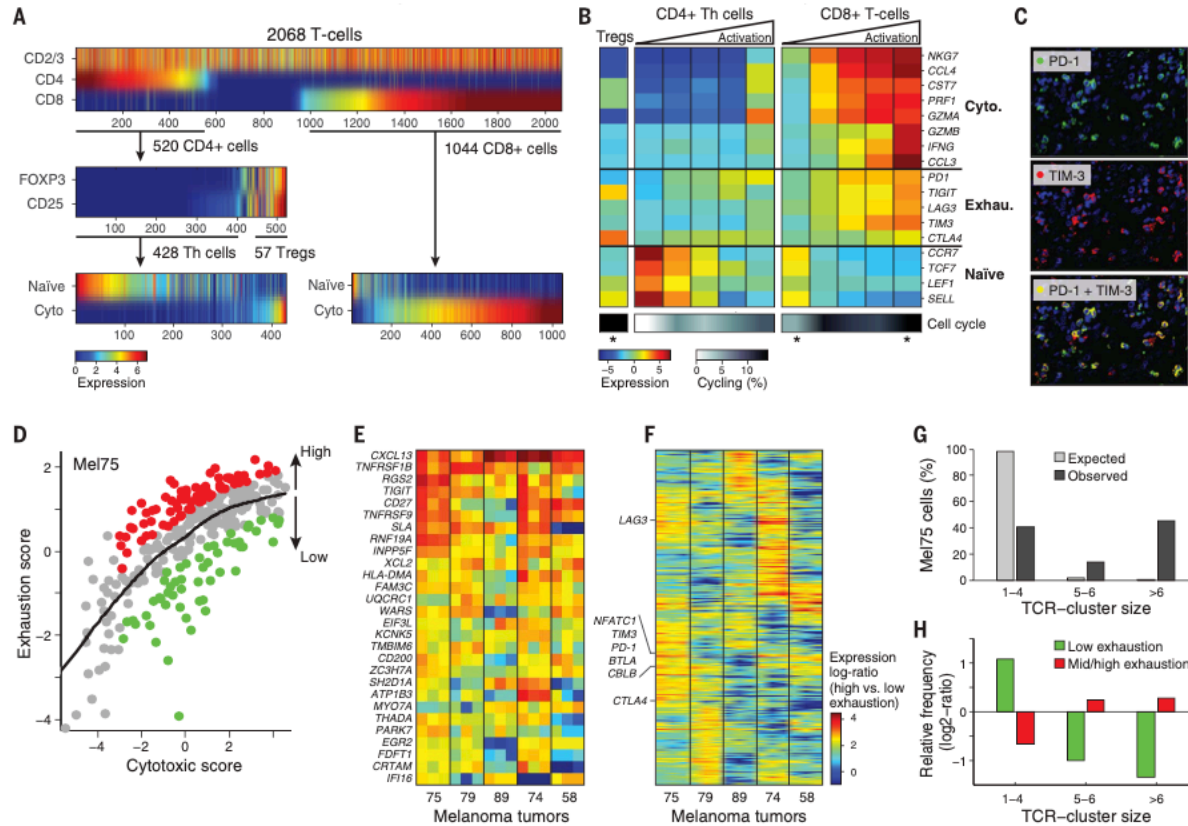 A
2068 T-cells
CD2/3
CD4
CD8
200 400 600 800 1000 1200 1400 1600 1800 2000
520 CD4+ cells
1044 CD8+ cells
FOXP3
CD25
100 200 300 400 500
428 Th cells 57 Tregs
Naïve
Cyto
100 200 300 400
0 2 4 6
Expression
Naïve
Cyto
200 400 600 800 1000
B
CD4+ Th cells CD8+ T-cells
Tregs Activation Activation
NKG7
CCL4
CST7
PRF1
GZMA
GZMB
IFNG
CCL3
Cyto.
PD1
TIGIT
LAG3
TIM3
CTLA4
Exhau.
CCR7
TCF7
LEF1
SELL
Naïve
Cell cycle
* * *
-5 0 5
Expression
0 5 10
Cycling (%)
C
PD-1
TIM-3
PD-1 + TIM-3
D
Mel75
High
Low
Exhaustion score
2
0
−2
−4
−4 −2 0 2
Cytotoxic score
E
CXCL13
TNFRSF1B
RGS2
TIGIT
CD27
TNFRSF9
SLA
RNF19A
INPP5F
XCL2
HLA-DMA
FAM3C
UQCRC1
WARS
EIF3L
KCNK5
TMBIM6
CD200
ZC3H7A
SH2D1A
ATP1B3
MYO7A
THADA
PARK7
EGR2
FDFT1
CRTAM
IFI16
75 79 89 74 58
Melanoma tumors
F
LAG3
NFATC1
TIM3
PD-1
BTLA
CBLB
CTLA4
75 79 89 74 58
Melanoma tumors
Expression
log-ratio
(high vs. low
exhaustion)
4
2
0
G
Expected
Observed
Mel75 cells (%)
100
80
60
40
20
0
1−4 5−6 >6
TCR−cluster size
H
Low exhaustion
Mid/high exhaustion
Relative frequency
(log2−ratio)
1
0
−1
1−4 5−6 >6
TCR−cluster size